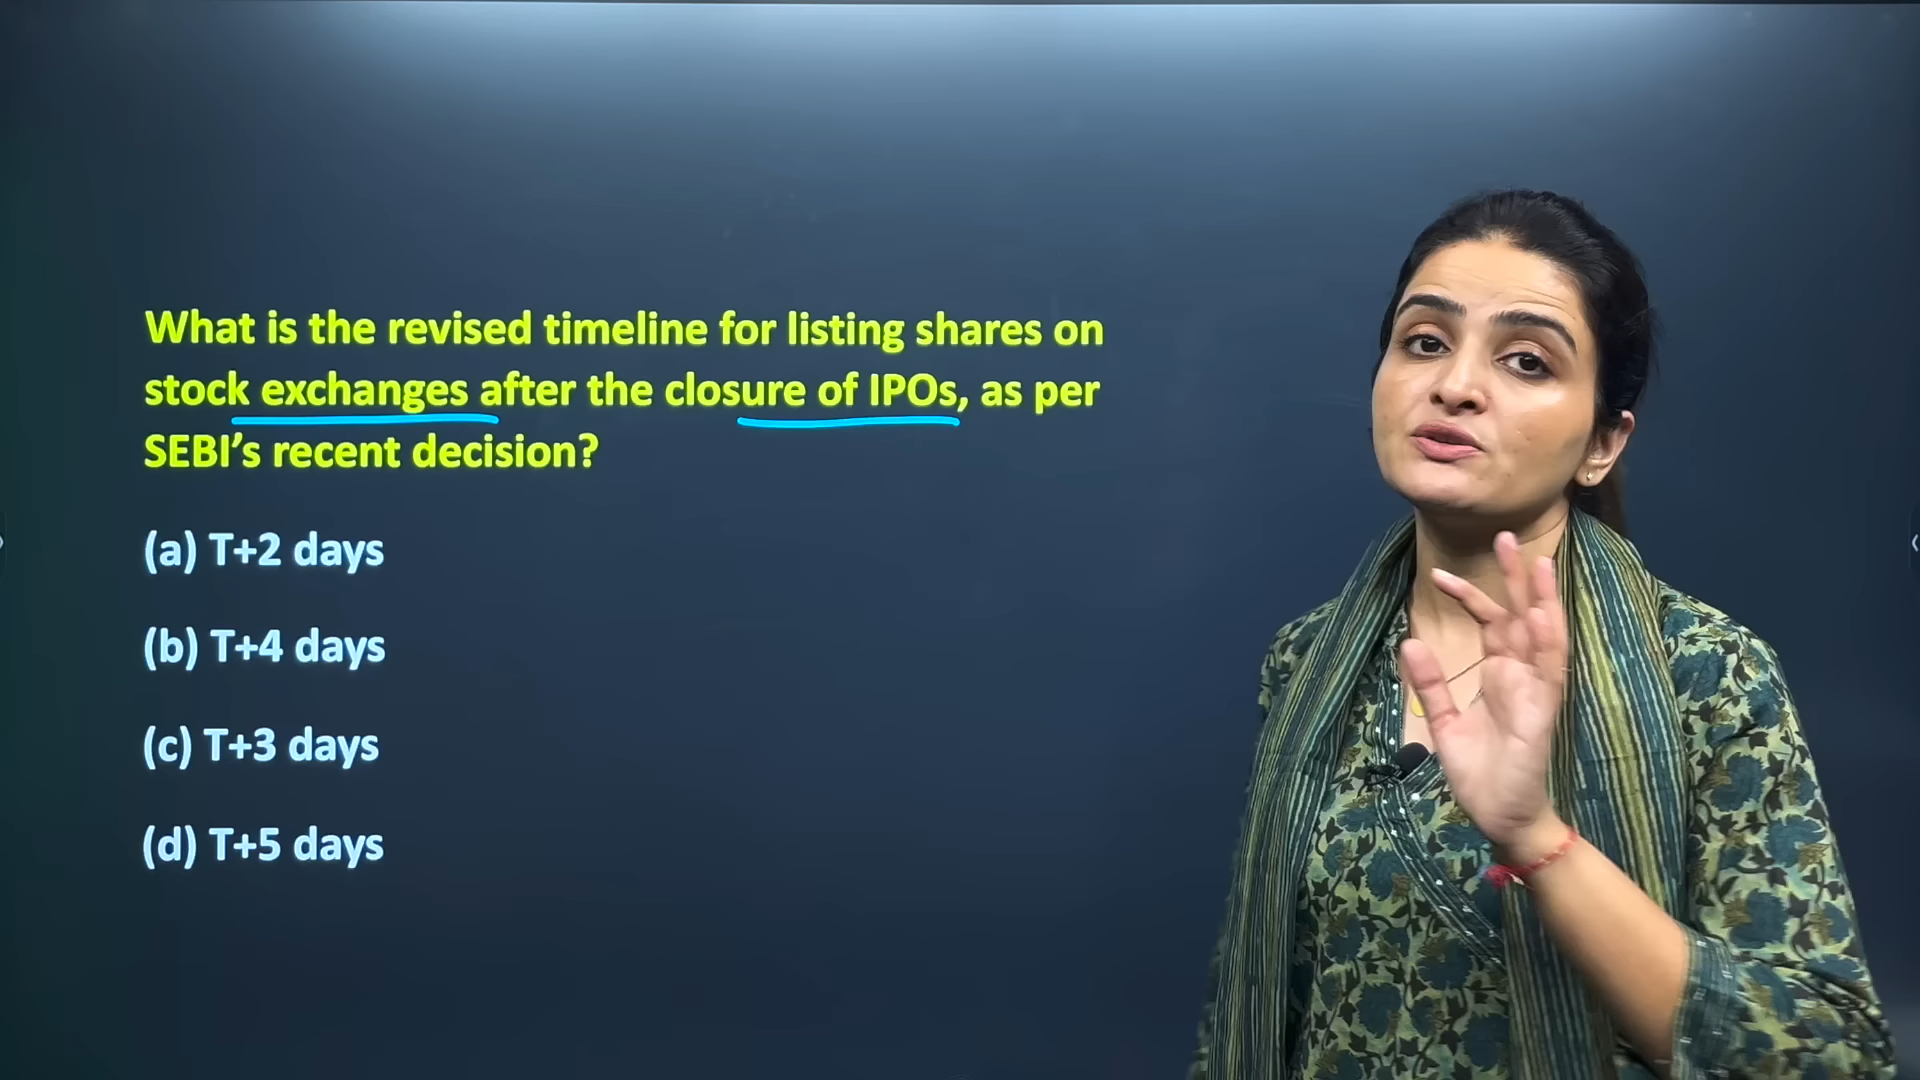 What is the revised timeline for listing shares on
stock exchanges after the closure of IPOs, as per
SEBI’s recent decision?
(a) T+2 days
(b) T+4 days
(c) T+3 days
(d) T+5 days